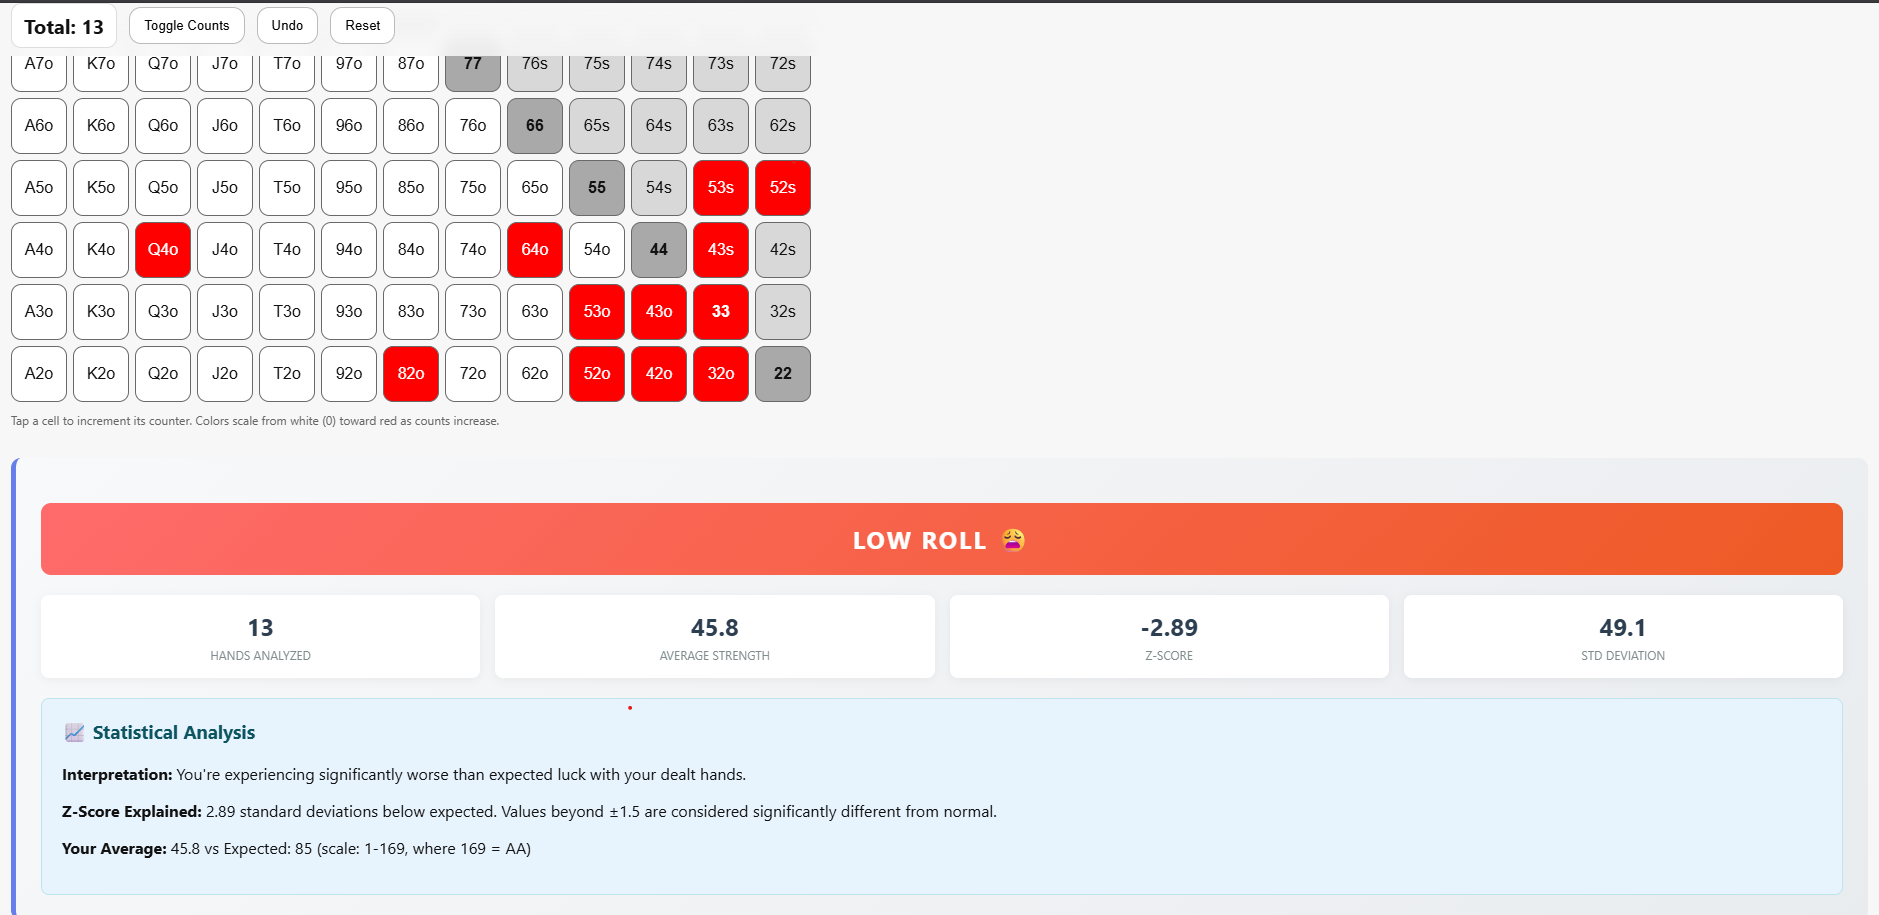 Total: 13 Toggle Counts Undo Reset
A7o K7o Q7o J7o T7o 97o 87o 77 76s 75s 74s 73s 72s
A6o K6o Q6o J6o T6o 96o 86o 76o 66 65s 64s 63s 62s
A5o K5o Q5o J5o T5o 95o 85o 75o 65o 55 54s 53s 52s
A4o K4o Q4o J4o T4o 94o 84o 74o 64o 54o 44 43s 42s
A3o K3o Q3o J3o T3o 93o 83o 73o 63o 53o 43o 33 32s
A2o K2o Q2o J2o T2o 92o 82o 72o 62o 52o 42o 32o 22
Tap a cell to increment its counter. Colors scale from white (0) toward red as counts increase.
LOW ROLL 😩
13 45.8 -2.89 49.1
HANDS ANALYZED AVERAGE STRENGTH Z-SCORE STD DEVIATION
📈 Statistical Analysis
Interpretation: You're experiencing significantly worse than expected luck with your dealt hands.
Z-Score Explained: 2.89 standard deviations below expected. Values beyond ±1.5 are considered significantly different from normal.
Your Average: 45.8 vs Expected: 85 (scale: 1-169, where 169 = AA)